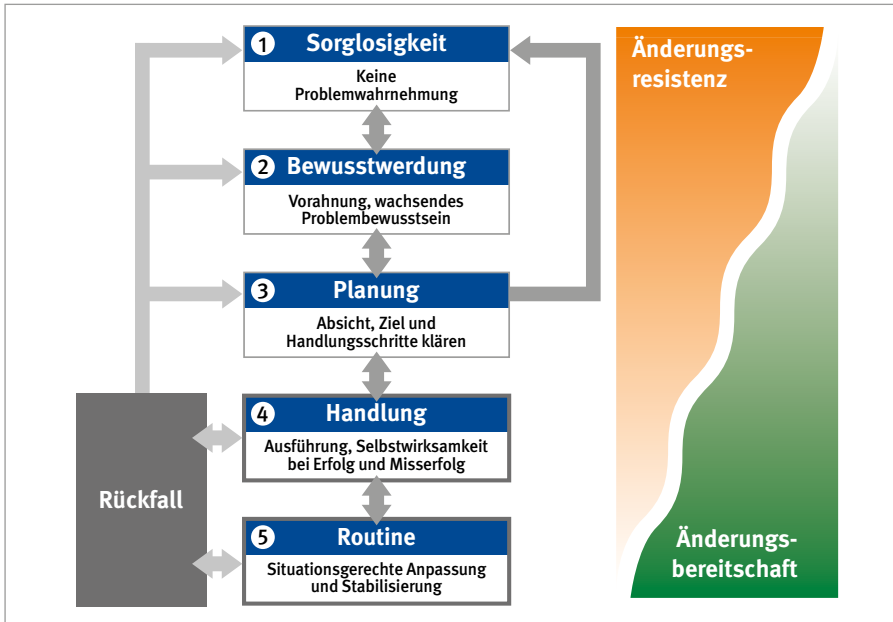 1 Sorglosigkeit
Keine
Problemwahrnehmung
2 Bewusstwerdung
Vorahnung, wachsendes
Problembewusstsein
3 Planung
Absicht, Ziel und
Handlungsschritte klären
4 Handlung
Ausführung, Selbstwirksamkeit
bei Erfolg und Misserfolg
5 Routine
Situationsgerechte Anpassung
und Stabilisierung
Rückfall
Änderungs-
resistenz
Änderungs-
bereitschaft